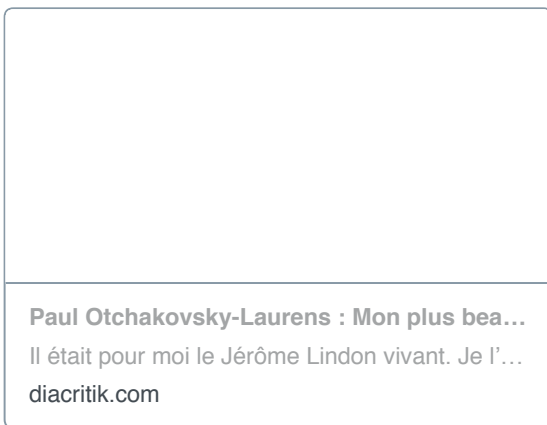 Paul Otchakovsky-Laurens : Mon plus bea…
Il était pour moi le Jérôme Lindon vivant. Je l’…
diacritik.com